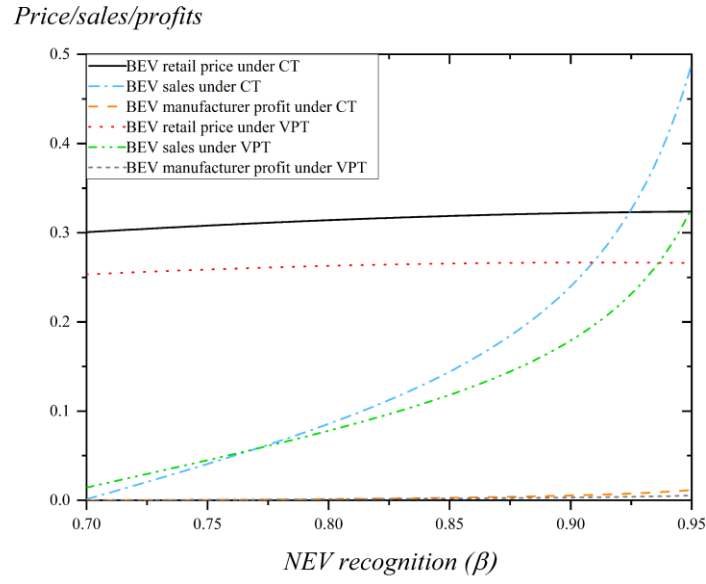 Price/sales/profits
0.5
0.4
0.3
0.2
0.1
0.0
BEV retail price under CT
BEV sales under CT
BEV manufacturer profit under CT
BEV retail price under VPT
BEV sales under VPT
BEV manufacturer profit under VPT
0.70 0.75 0.80 0.85 0.90 0.95
NEV recognition (β)